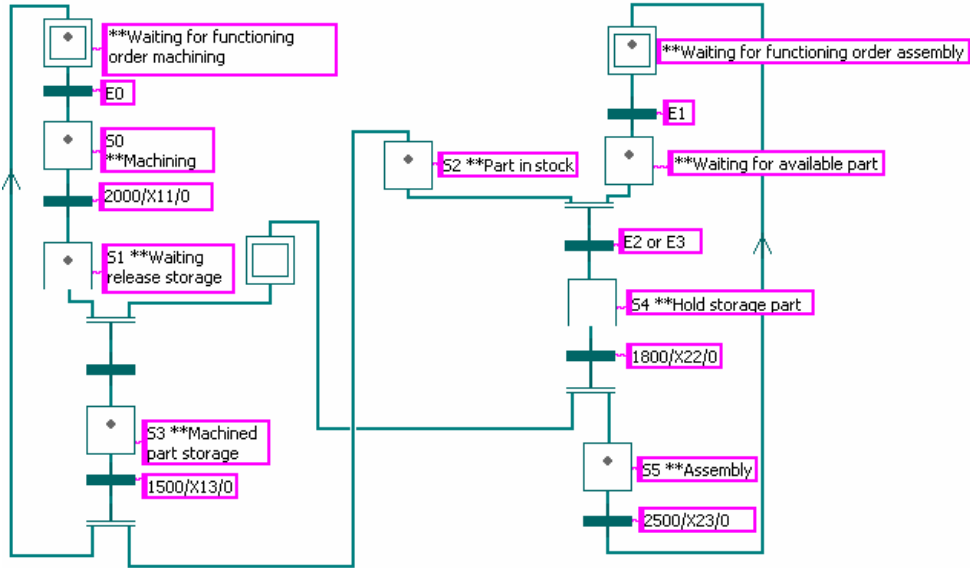 **Waiting for functioning
order machining
E0
S0
**Machining
2000/X11/0
S1 **Waiting
release storage
S3 **Machined
part storage
1500/X13/0
S2 **Part in stock
**Waiting for functioning order assembly
E1
**Waiting for available part
E2 or E3
S4 **Hold storage part
1800/X22/0
S5 **Assembly
2500/X23/0